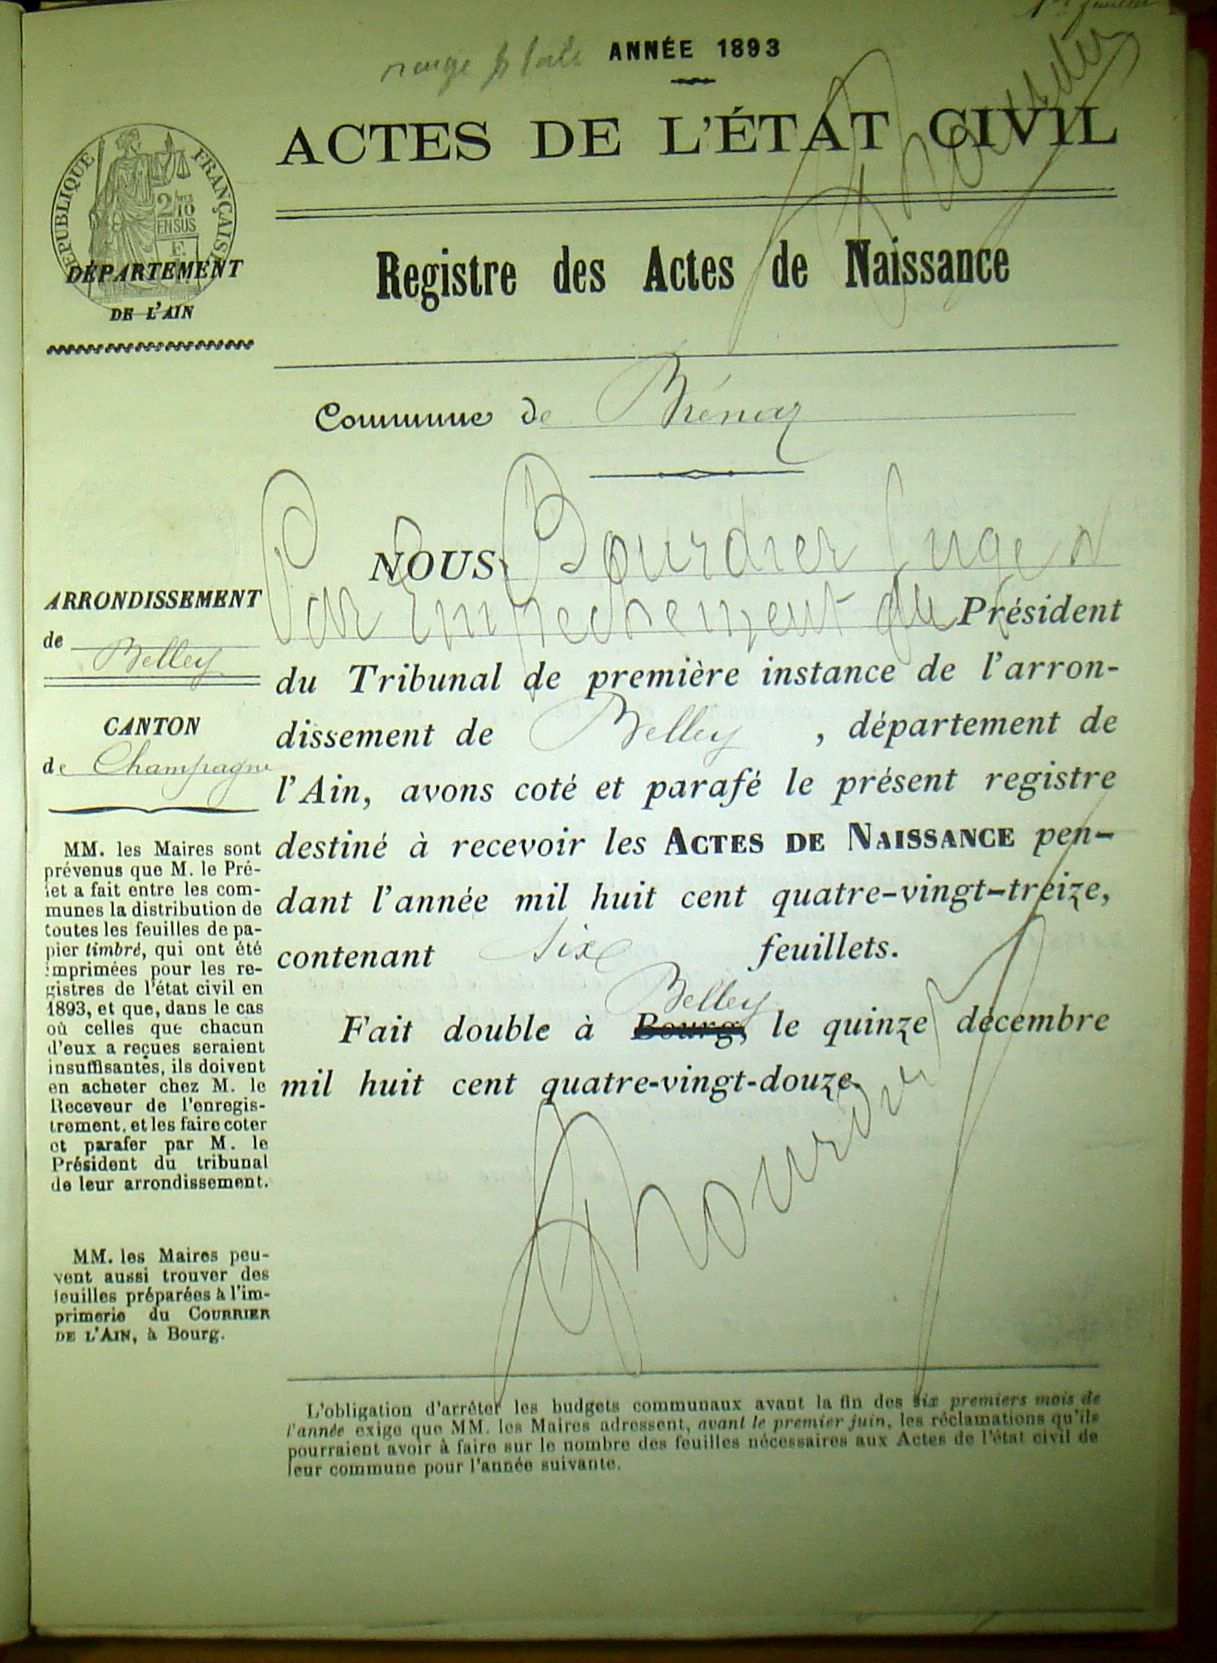 1er feuillet
ANNÉE 1893
ACTES DE L'ÉTAT CIVIL
RÉPUBLIQUE FRANÇAISE
2/10
EN SUS
DÉPARTEMENT
DE L'AIN
Registre des Actes de Naissance
Commune de Brénaz
NOUS, Bourdier Juge
Par Empêchement du Président
du Tribunal de première instance de l'arron-
dissement de Belley, département de
l'Ain, avons coté et parafé le présent registre
destiné à recevoir les ACTES DE NAISSANCE pen-
dant l'année mil huit cent quatre-vingt-treize,
contenant six feuillets.
Belley
Fait double à Bourg, le quinze décembre
mil huit cent quatre-vingt-douze.
Bourdier
ARRONDISSEMENT
de Belley
CANTON
de Champagne
MM. les Maires sont
prévenus que M. le Pré-
fet a fait entre les com-
munes la distribution de
toutes les feuilles de pa-
pier timbré, qui ont été
imprimées pour les re-
gistres de l'état civil en
1893, et que, dans le cas
où celles que chacun
d'eux a reçues seraient
insuffisantes, ils doivent
en acheter chez M. le
Receveur de l'enregis-
trement, et les faire coter
et parafer par M. le
Président du tribunal
de leur arrondissement.
MM. les Maires peu-
vent aussi trouver des
feuilles préparées à l'im-
primerie du COURRIER
DE L'AIN, à Bourg.
L'obligation d'arrêter les budgets communaux avant la fin des six premiers mois de
l'année exige que MM. les Maires adressent, avant le premier juin, les réclamations qu'ils
pourraient avoir à faire sur le nombre des feuilles nécessaires aux Actes de l'état civil de
leur commune pour l'année suivante.